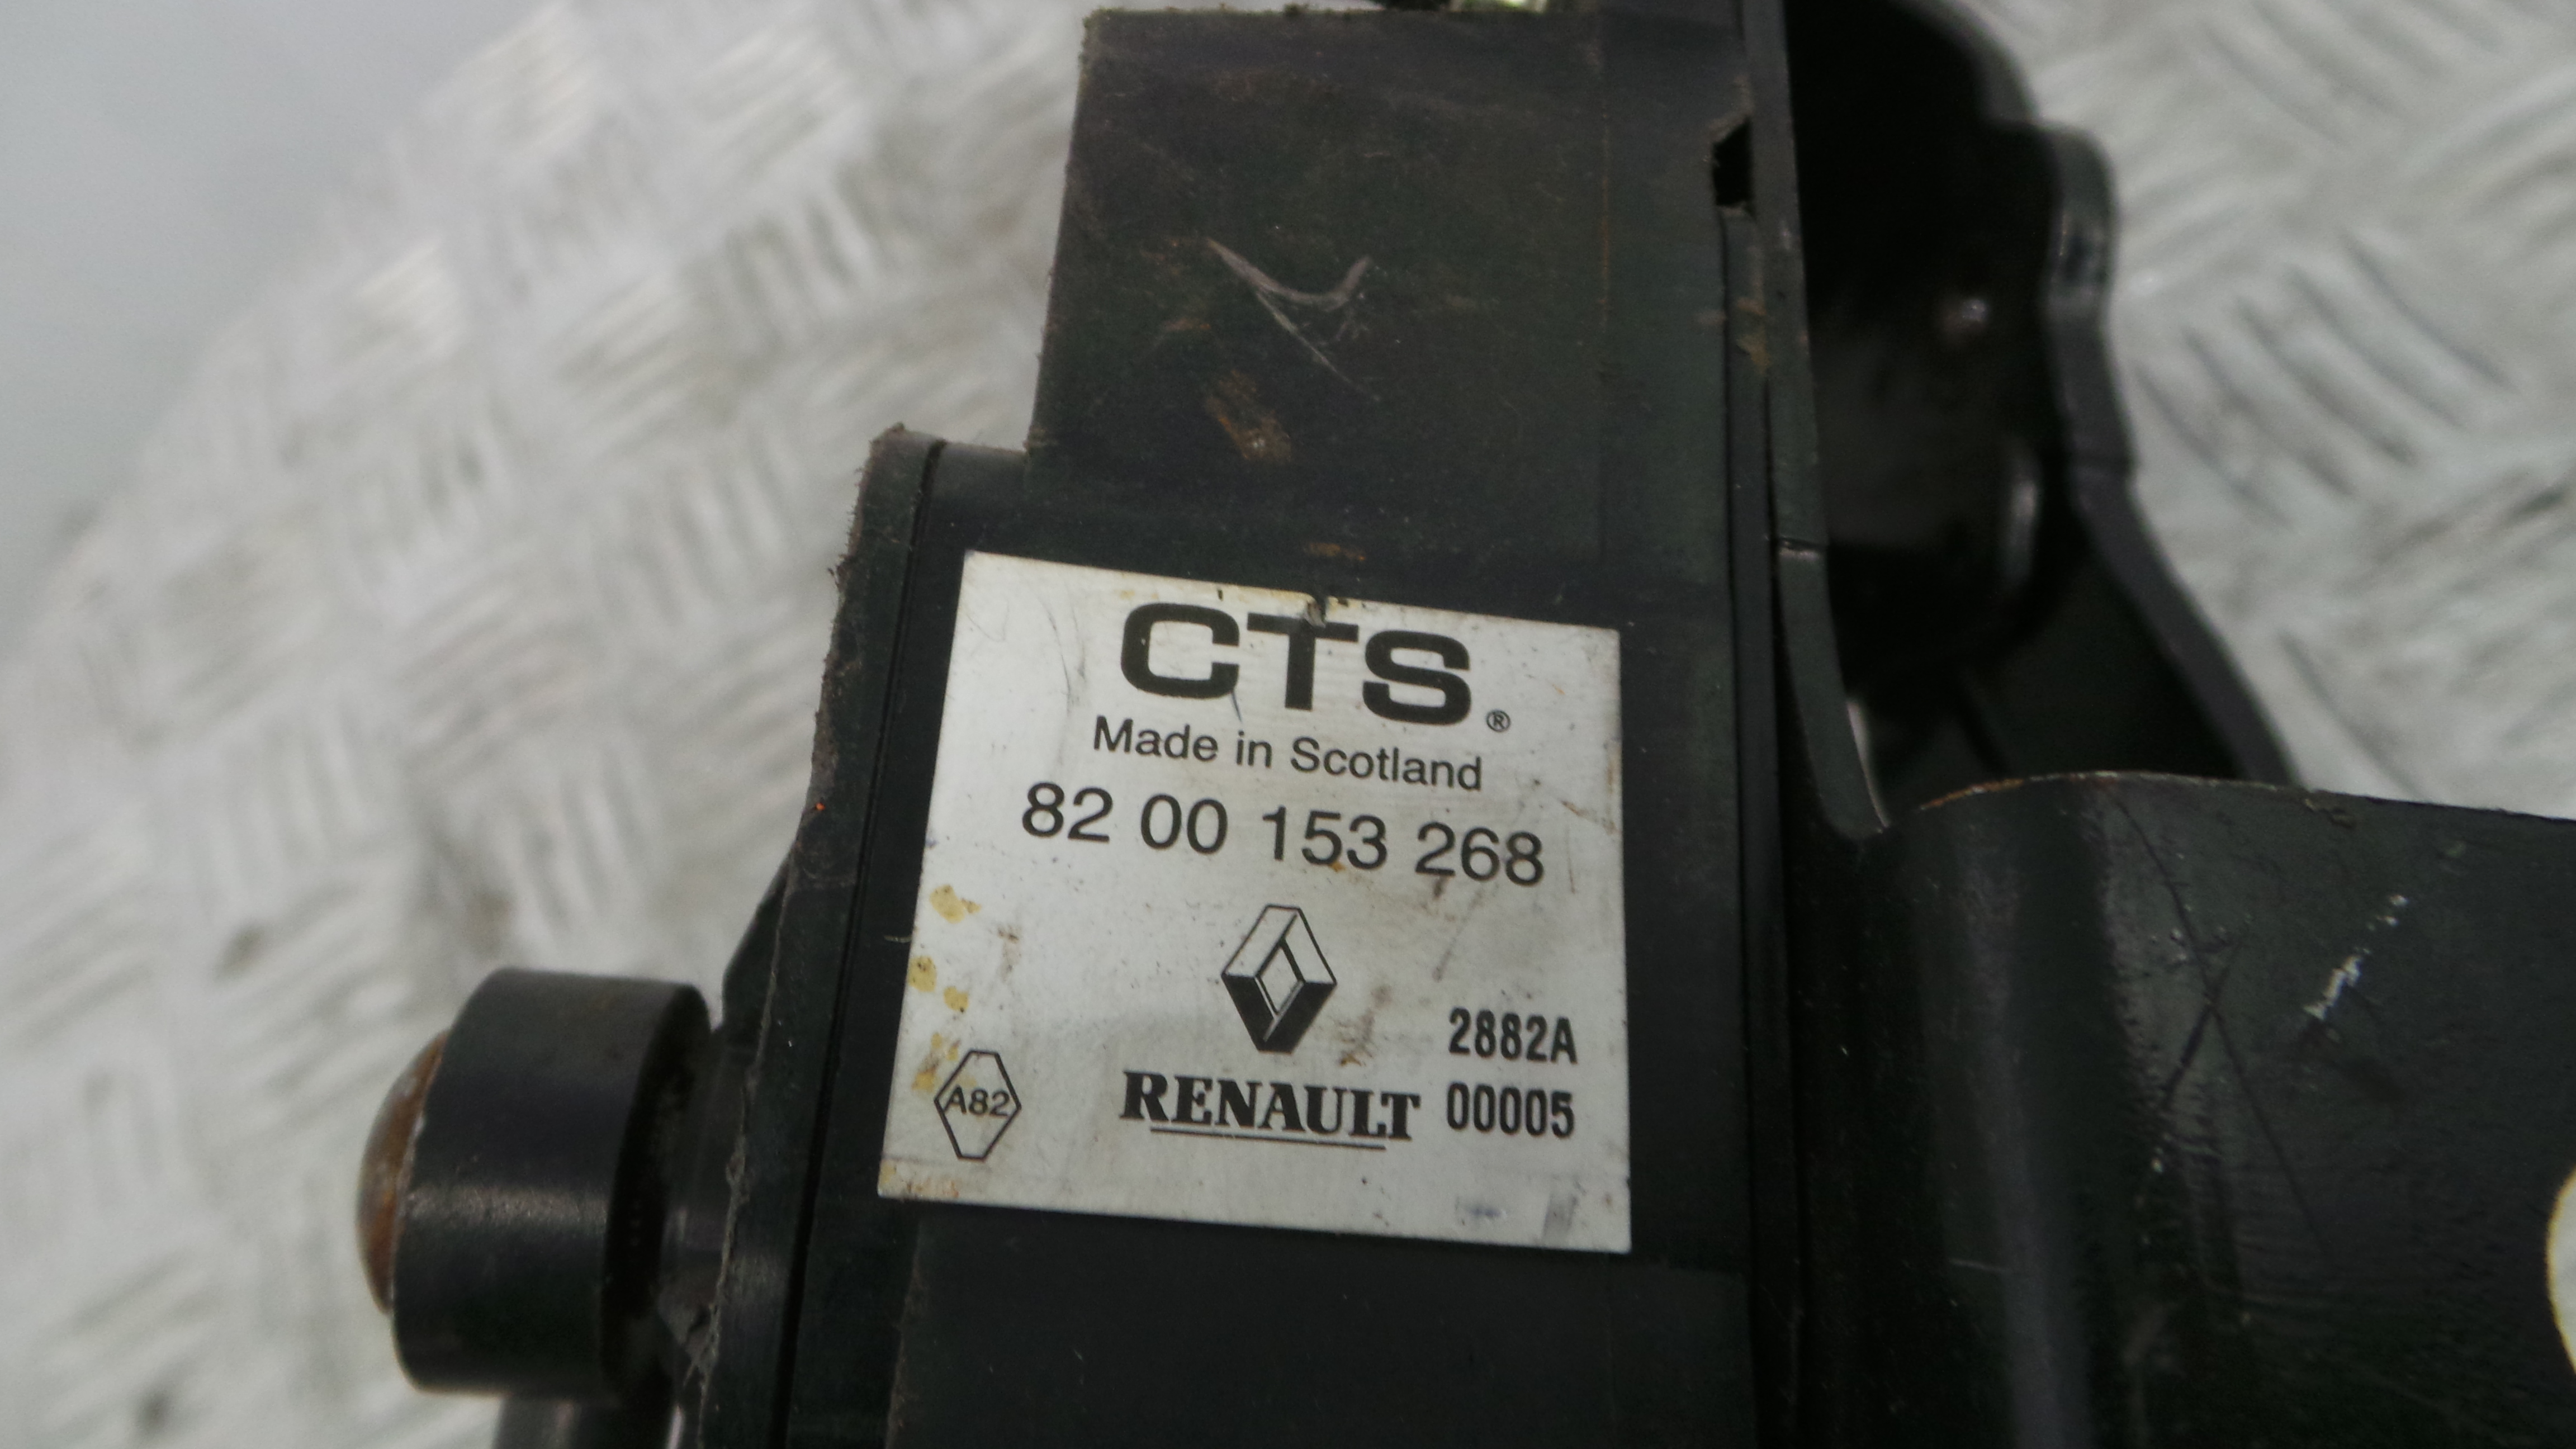 CTS®
Made in Scotland
82 00 153 268
2882A
A82 RENAULT 00005